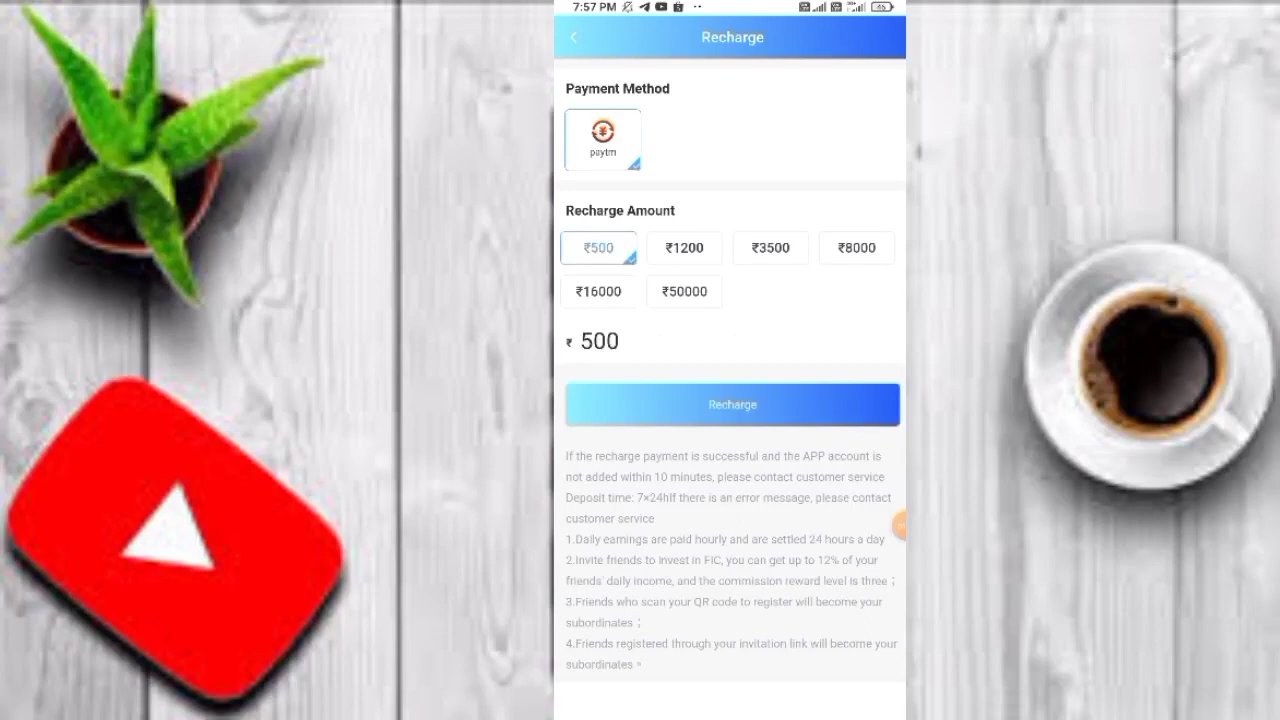 7:57 PM
46
Recharge
Payment Method
paytm
Recharge Amount
₹500 ₹1200 ₹3500 ₹8000
₹16000 ₹50000
₹ 500
Recharge
If the recharge payment is successful and the APP account is
not added within 10 minutes, please contact customer service
Deposit time: 7×24hIf there is an error message, please contact
customer service
1.Daily earnings are paid hourly and are settled 24 hours a day
2.Invite friends to invest in FIC, you can get up to 12% of your
friends' daily income, and the commission reward level is three；
3.Friends who scan your QR code to register will become your
subordinates；
4.Friends registered through your invitation link will become your
subordinates。